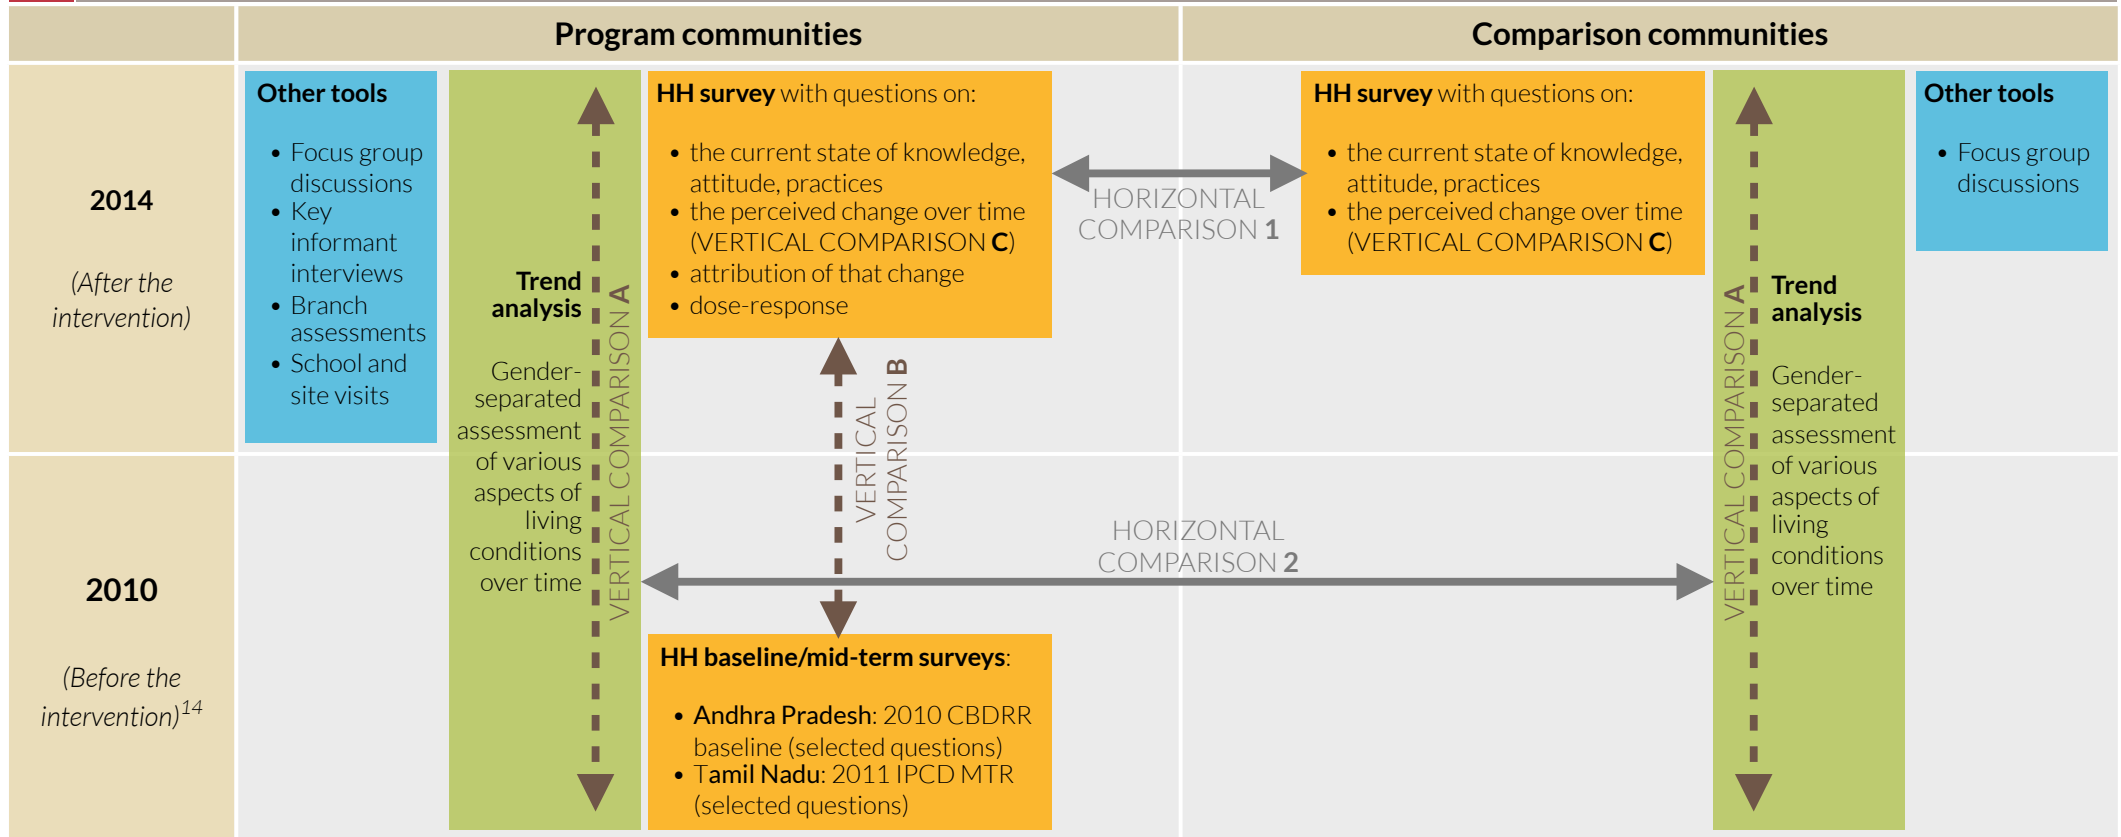 Program communities
Comparison communities
2014
(After the
intervention)
Other tools
• Focus group
discussions
• Key
informant
interviews
• Branch
assessments
• School and
site visits
Trend
analysis
Gender-
separated
assessment
of various
aspects of
living
conditions
over time
VERTICAL COMPARISON A
HH survey with questions on:
• the current state of knowledge,
attitude, practices
• the perceived change over time
(VERTICAL COMPARISON C)
• attribution of that change
• dose-response
HORIZONTAL
COMPARISON 1
HH survey with questions on:
• the current state of knowledge,
attitude, practices
• the perceived change over time
(VERTICAL COMPARISON C)
VERTICAL COMPARISON A
Trend
analysis
Gender-
separated
assessment
of various
aspects of
living
conditions
over time
Other tools
• Focus group
discussions
VERTICAL
COMPARISON B
HORIZONTAL
COMPARISON 2
2010
(Before the
intervention)14
HH baseline/mid-term surveys:
• Andhra Pradesh: 2010 CBDRR
baseline (selected questions)
• Tamil Nadu: 2011 IPCD MTR
(selected questions)